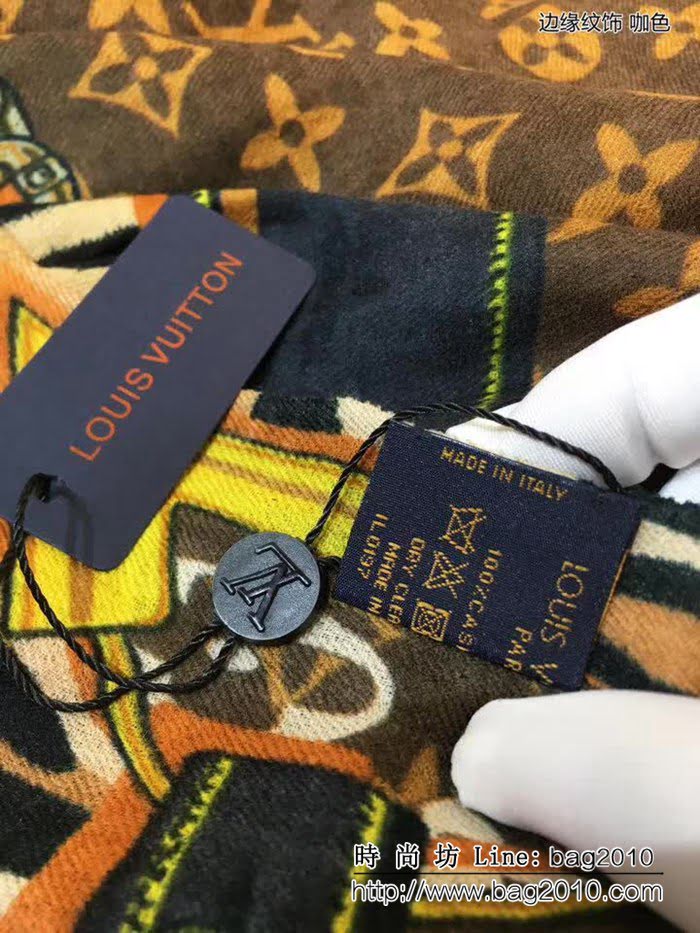 边缘纹饰 咖色
LOUIS VUITTON
MADE IN ITALY
100%CAS
DRY CLE
MADE IN
IL0197
LOUIS V
PAR
時尚坊 Line: bag2010
http://www.bag2010.com/